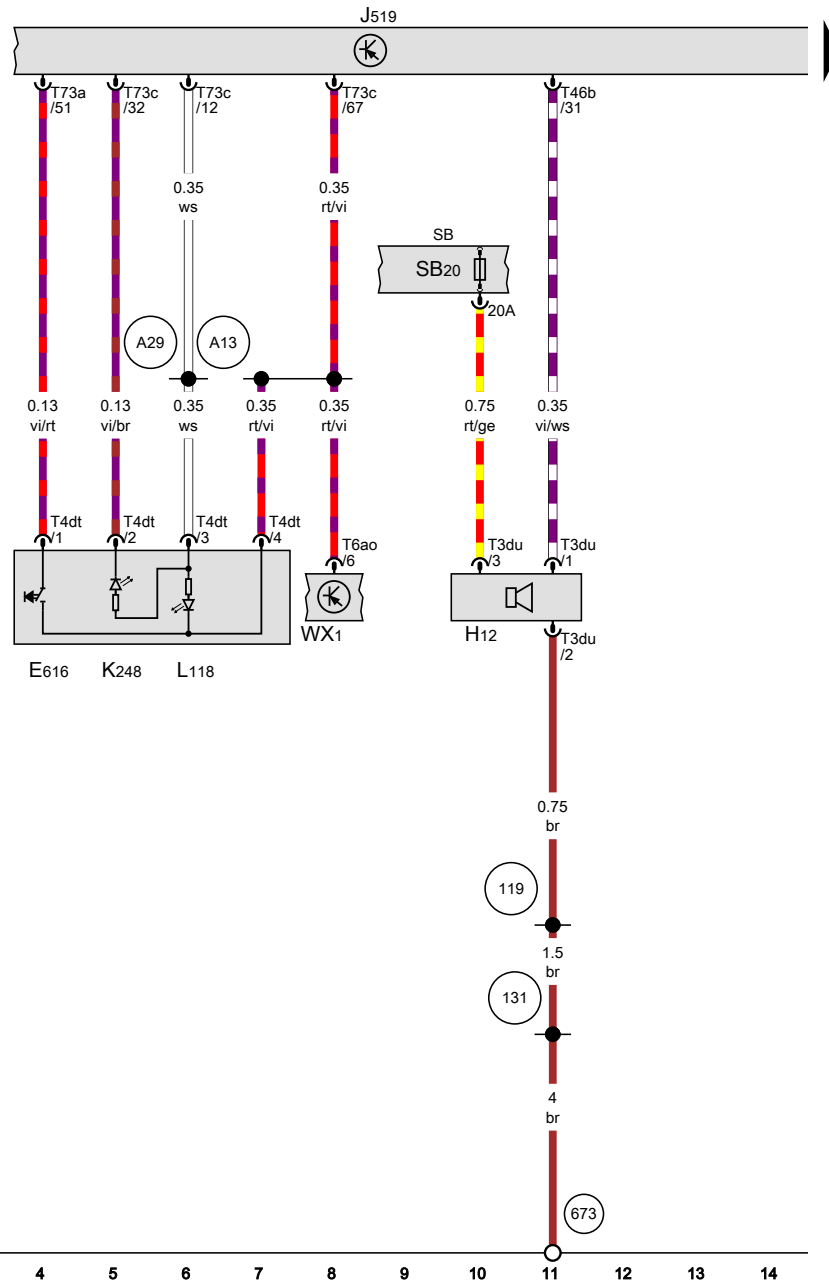 J519
T73a
/51
T73c
/32
T73c
/12
T73c
/67
T46b
/31
0.35
ws
0.35
rt/vi
SB
SB20
20A
A29
A13
0.13
vi/rt
0.13
vi/br
0.35
ws
0.35
rt/vi
0.35
rt/vi
0.75
rt/ge
0.35
vi/ws
T4dt
/1
T4dt
/2
T4dt
/3
T4dt
/4
T6ao
/6
T3du
/3
T3du
/1
WX1
H12
T3du
/2
E616
K248
L118
0.75
br
119
1.5
br
131
4
br
673
4 5 6 7 8 9 10 11 12 13 14